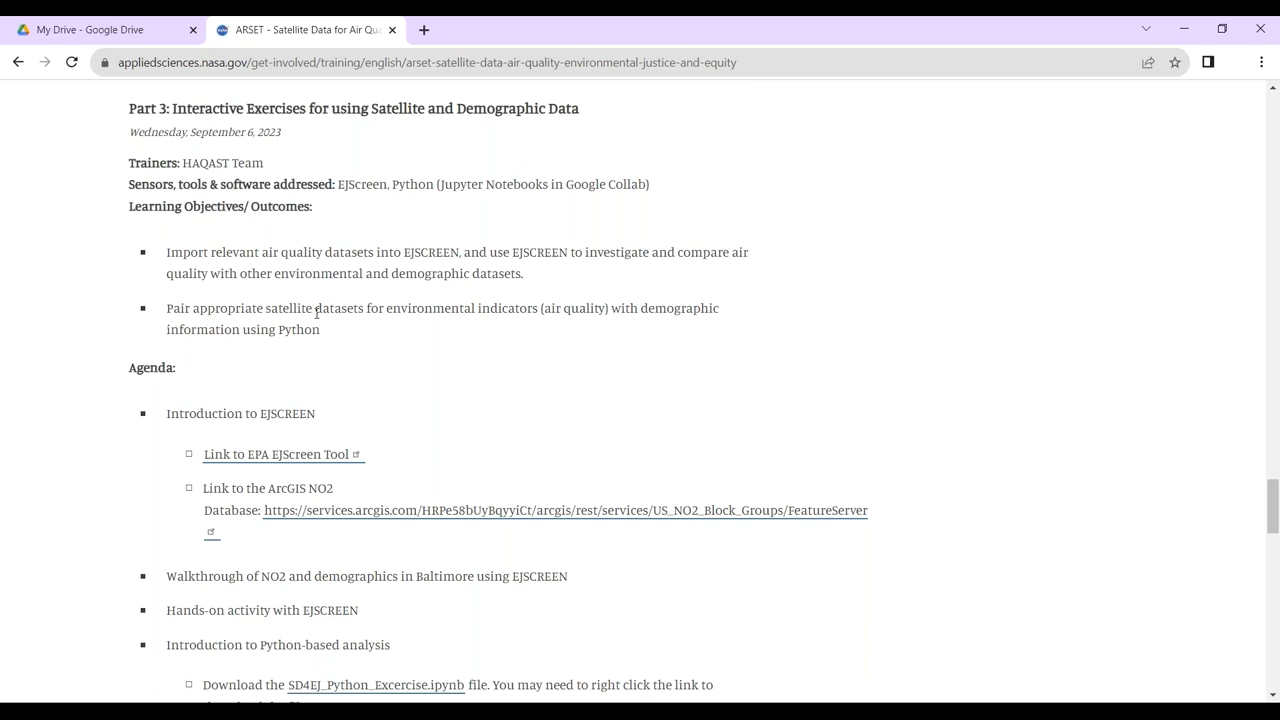 My Drive - Google Drive
ARSET - Satellite Data for Air Qu
appliedsciences.nasa.gov/get-involved/training/english/arset-satellite-data-air-quality-environmental-justice-and-equity
Part 3: Interactive Exercises for using Satellite and Demographic Data
Wednesday, September 6, 2023
Trainers: HAQAST Team
Sensors, tools & software addressed: EJScreen, Python (Jupyter Notebooks in Google Collab)
Learning Objectives/ Outcomes:
Import relevant air quality datasets into EJSCREEN, and use EJSCREEN to investigate and compare air
quality with other environmental and demographic datasets.
Pair appropriate satellite datasets for environmental indicators (air quality) with demographic
information using Python
Agenda:
Introduction to EJSCREEN
Link to EPA EJScreen Tool
Link to the ArcGIS NO2
Database: https://services.arcgis.com/HRPe58bUyBqyyiCt/arcgis/rest/services/US_NO2_Block_Groups/FeatureServer
Walkthrough of NO2 and demographics in Baltimore using EJSCREEN
Hands-on activity with EJSCREEN
Introduction to Python-based analysis
Download the SD4EJ_Python_Excercise.ipynb file. You may need to right click the link to